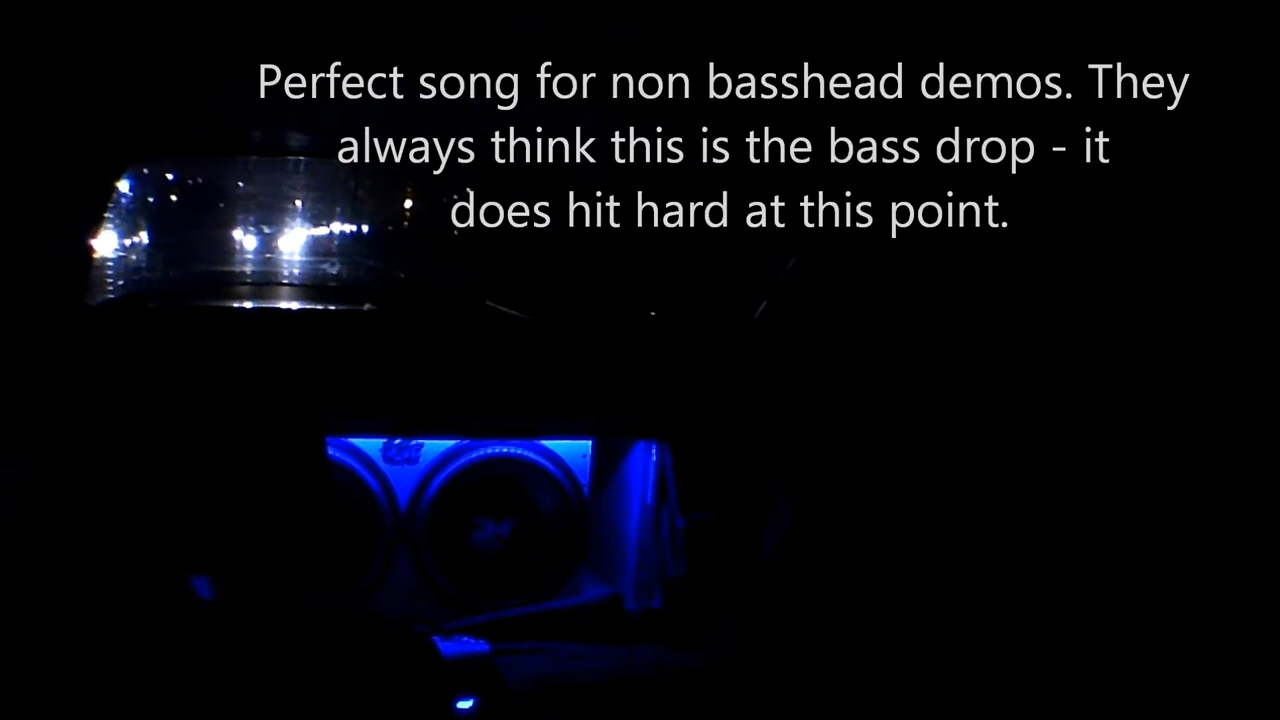 Perfect song for non basshead demos. They
always think this is the bass drop - it
does hit hard at this point.